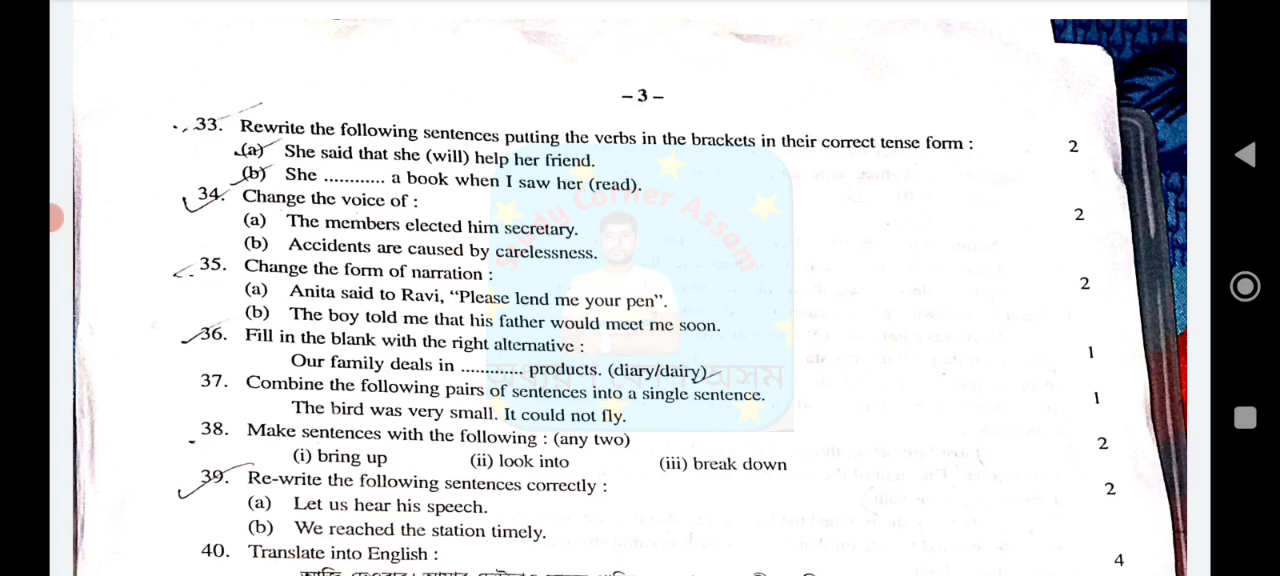 – 3 –
33. Rewrite the following sentences putting the verbs in the brackets in their correct tense form : 2
(a) She said that she (will) help her friend.
(b) She ............ a book when I saw her (read).
34. Change the voice of : 2
(a) The members elected him secretary.
(b) Accidents are caused by carelessness.
35. Change the form of narration : 2
(a) Anita said to Ravi, “Please lend me your pen”.
(b) The boy told me that his father would meet me soon.
36. Fill in the blank with the right alternative : 1
Our family deals in ............ products. (diary/dairy)
37. Combine the following pairs of sentences into a single sentence. 1
The bird was very small. It could not fly.
38. Make sentences with the following : (any two) 2
(i) bring up (ii) look into (iii) break down
39. Re-write the following sentences correctly : 2
(a) Let us hear his speech.
(b) We reached the station timely.
40. Translate into English : 4
Study Corner Assam
অসম